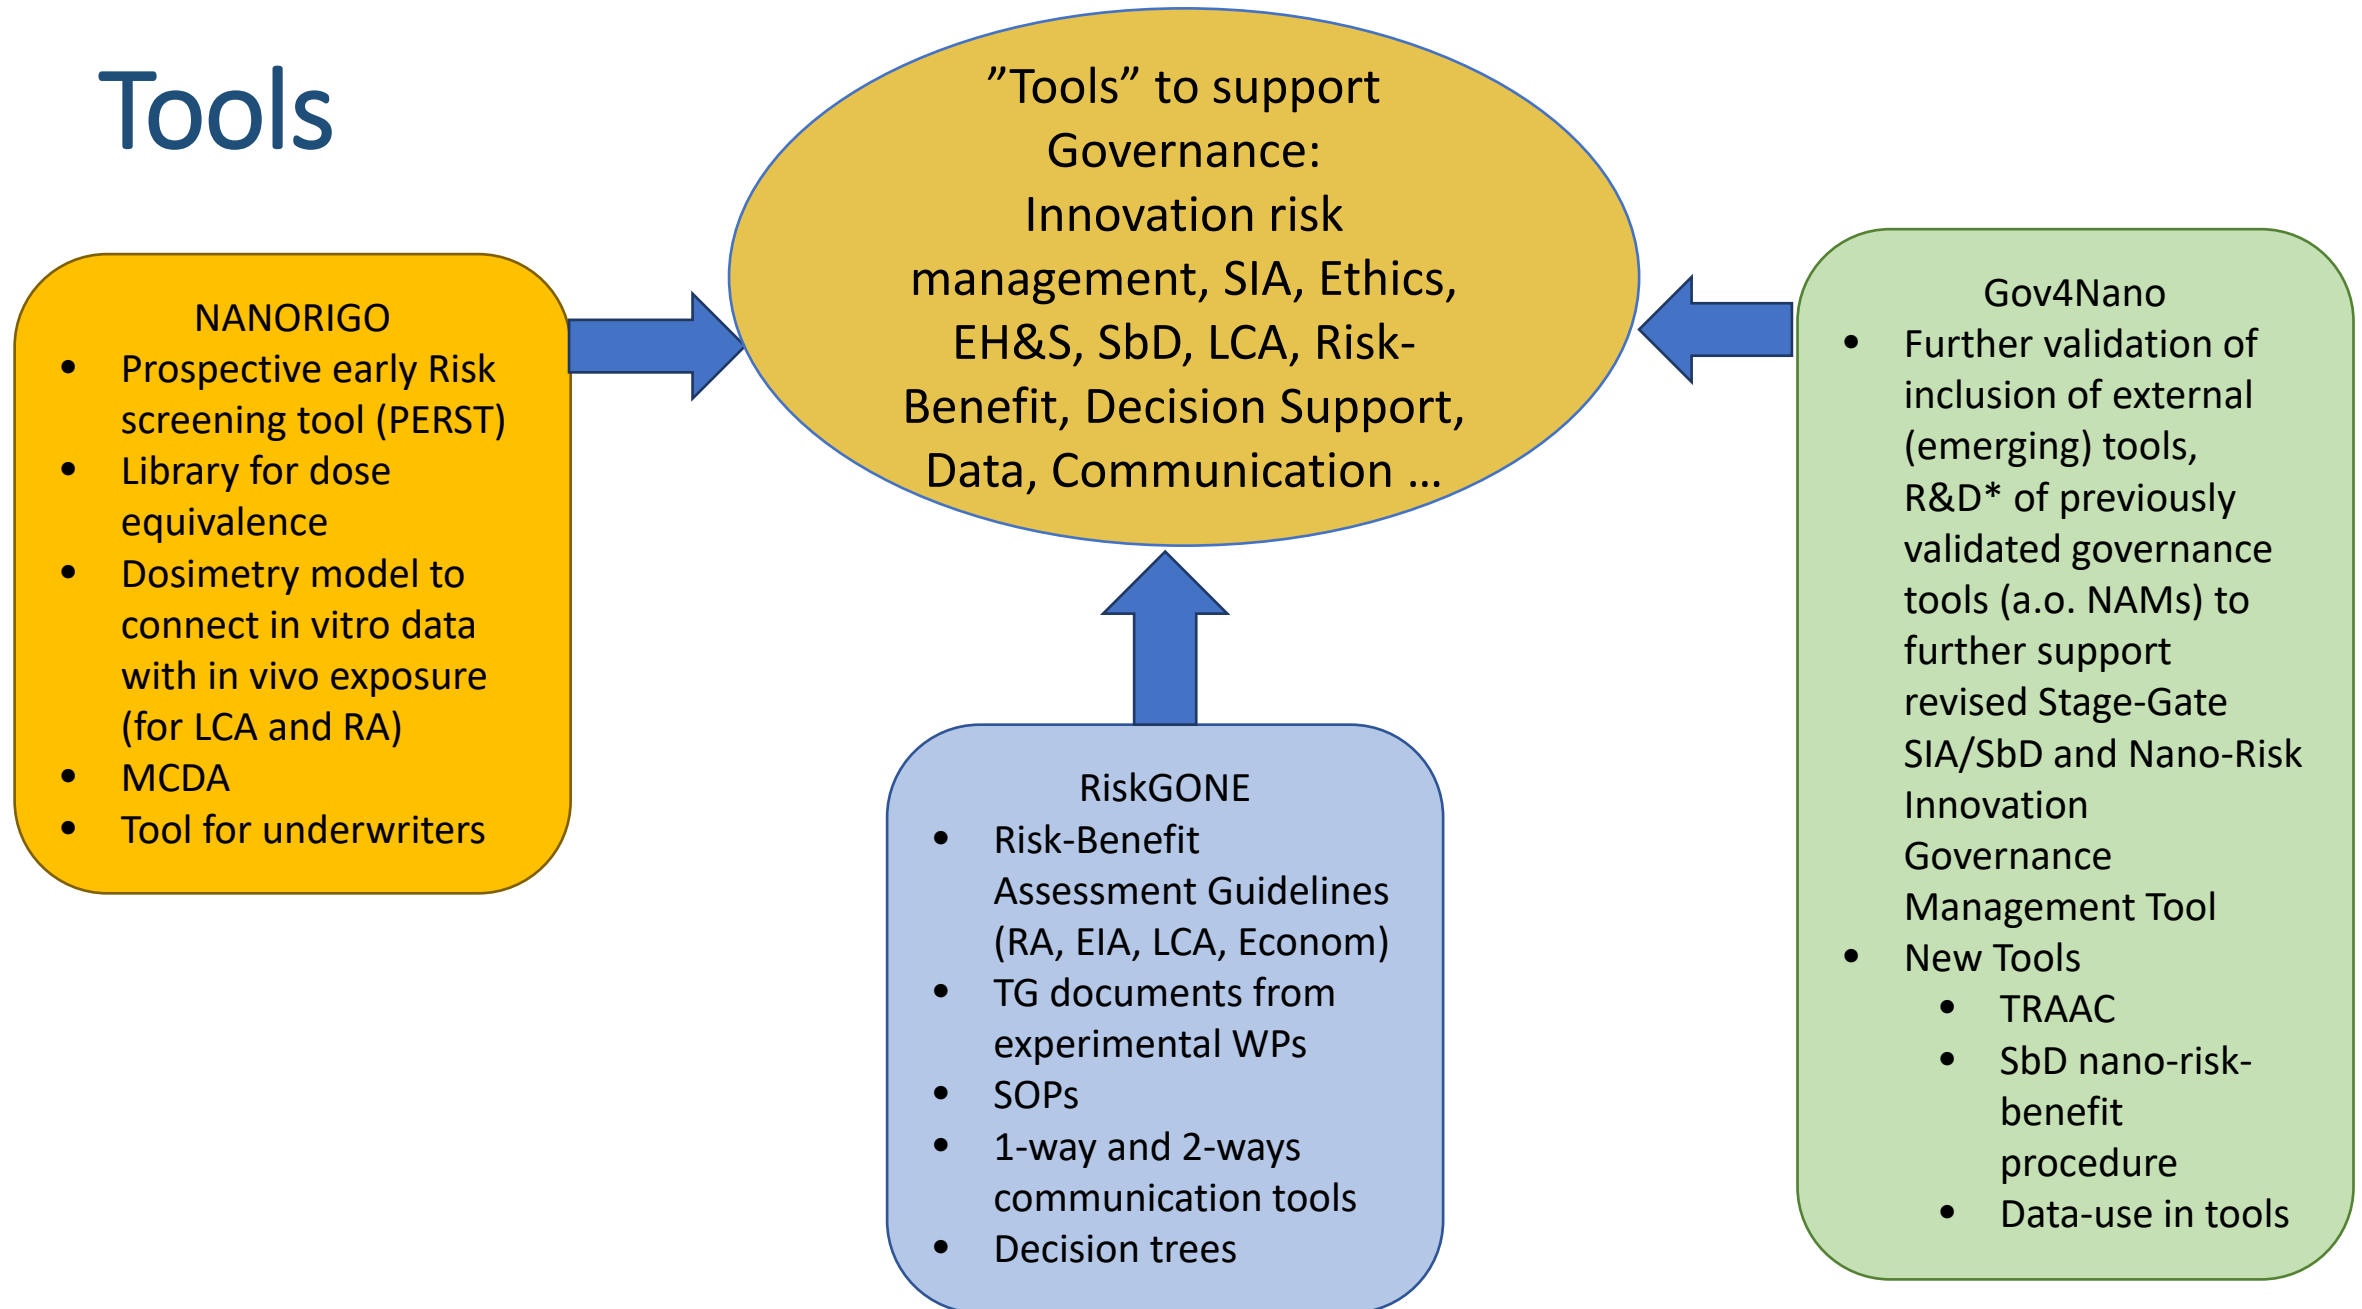 Tools
”Tools” to support
Governance:
Innovation risk
management, SIA, Ethics,
EH&S, SbD, LCA, Risk-
Benefit, Decision Support,
Data, Communication ...
NANORIGO
• Prospective early Risk
screening tool (PERST)
• Library for dose
equivalence
• Dosimetry model to
connect in vitro data
with in vivo exposure
(for LCA and RA)
• MCDA
• Tool for underwriters
RiskGONE
• Risk-Benefit
Assessment Guidelines
(RA, EIA, LCA, Econom)
• TG documents from
experimental WPs
• SOPs
• 1-way and 2-ways
communication tools
• Decision trees
Gov4Nano
• Further validation of
inclusion of external
(emerging) tools,
R&D* of previously
validated governance
tools (a.o. NAMs) to
further support
revised Stage-Gate
SIA/SbD and Nano-Risk
Innovation
Governance
Management Tool
• New Tools
• TRAAC
• SbD nano-risk-
benefit
procedure
• Data-use in tools